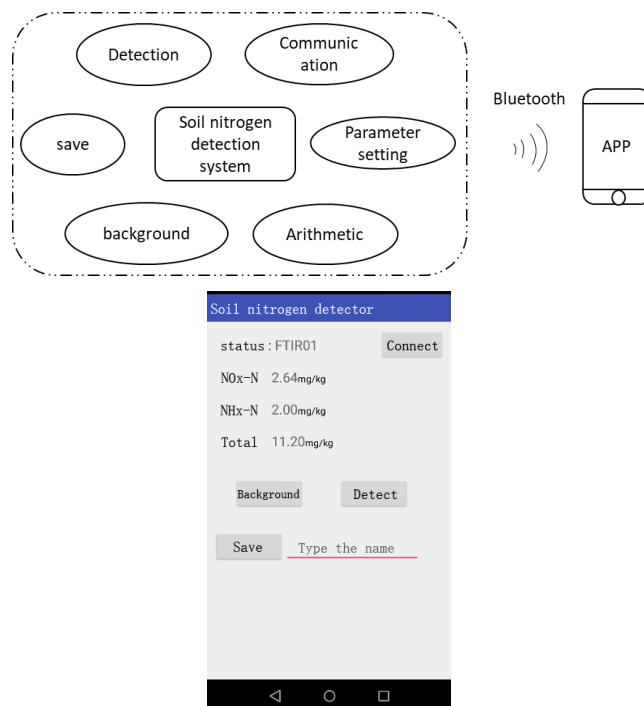 Detection
Communic
ation
Bluetooth
save
Soil nitrogen
detection
system
Parameter
setting
APP
background
Arithmetic
Soil nitrogen detector
status:FTIR01 Connect
NOx-N 2.64mg/kg
NHx-N 2.00mg/kg
Total 11.20mg/kg
Background Detect
Save Type the name